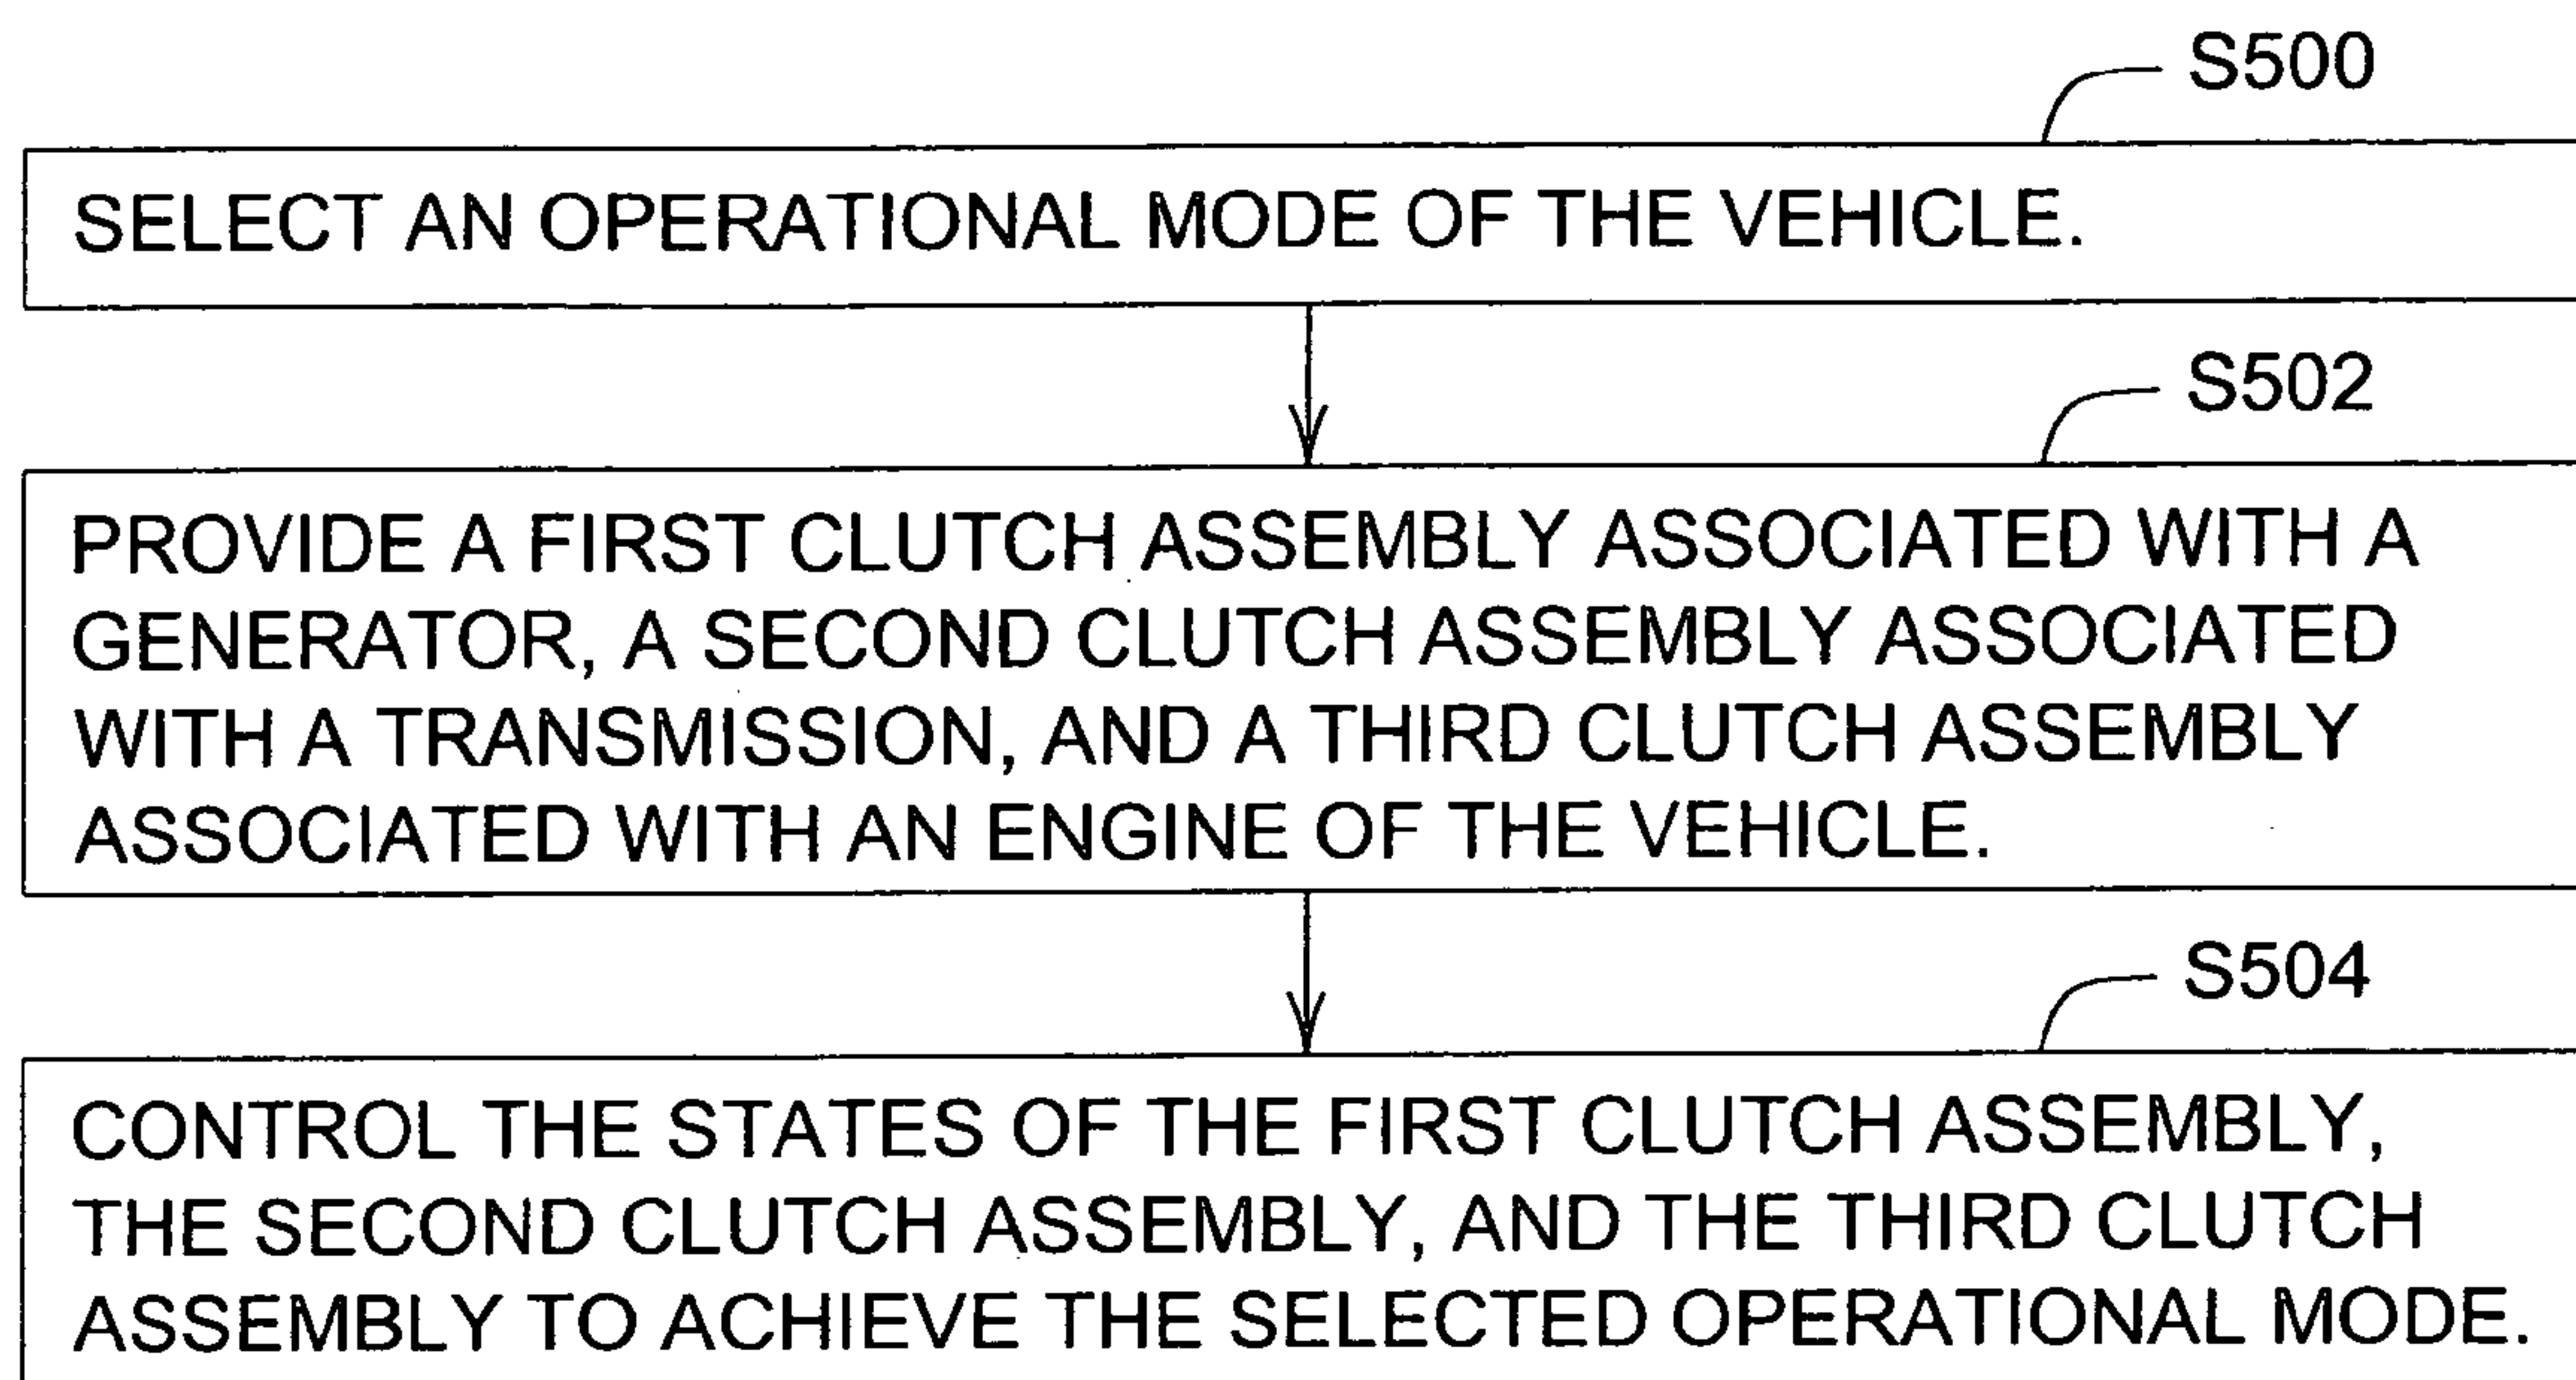 S500
SELECT AN OPERATIONAL MODE OF THE VEHICLE.
S502
PROVIDE A FIRST CLUTCH ASSEMBLY ASSOCIATED WITH A
GENERATOR, A SECOND CLUTCH ASSEMBLY ASSOCIATED
WITH A TRANSMISSION, AND A THIRD CLUTCH ASSEMBLY
ASSOCIATED WITH AN ENGINE OF THE VEHICLE.
S504
CONTROL THE STATES OF THE FIRST CLUTCH ASSEMBLY,
THE SECOND CLUTCH ASSEMBLY, AND THE THIRD CLUTCH
ASSEMBLY TO ACHIEVE THE SELECTED OPERATIONAL MODE.